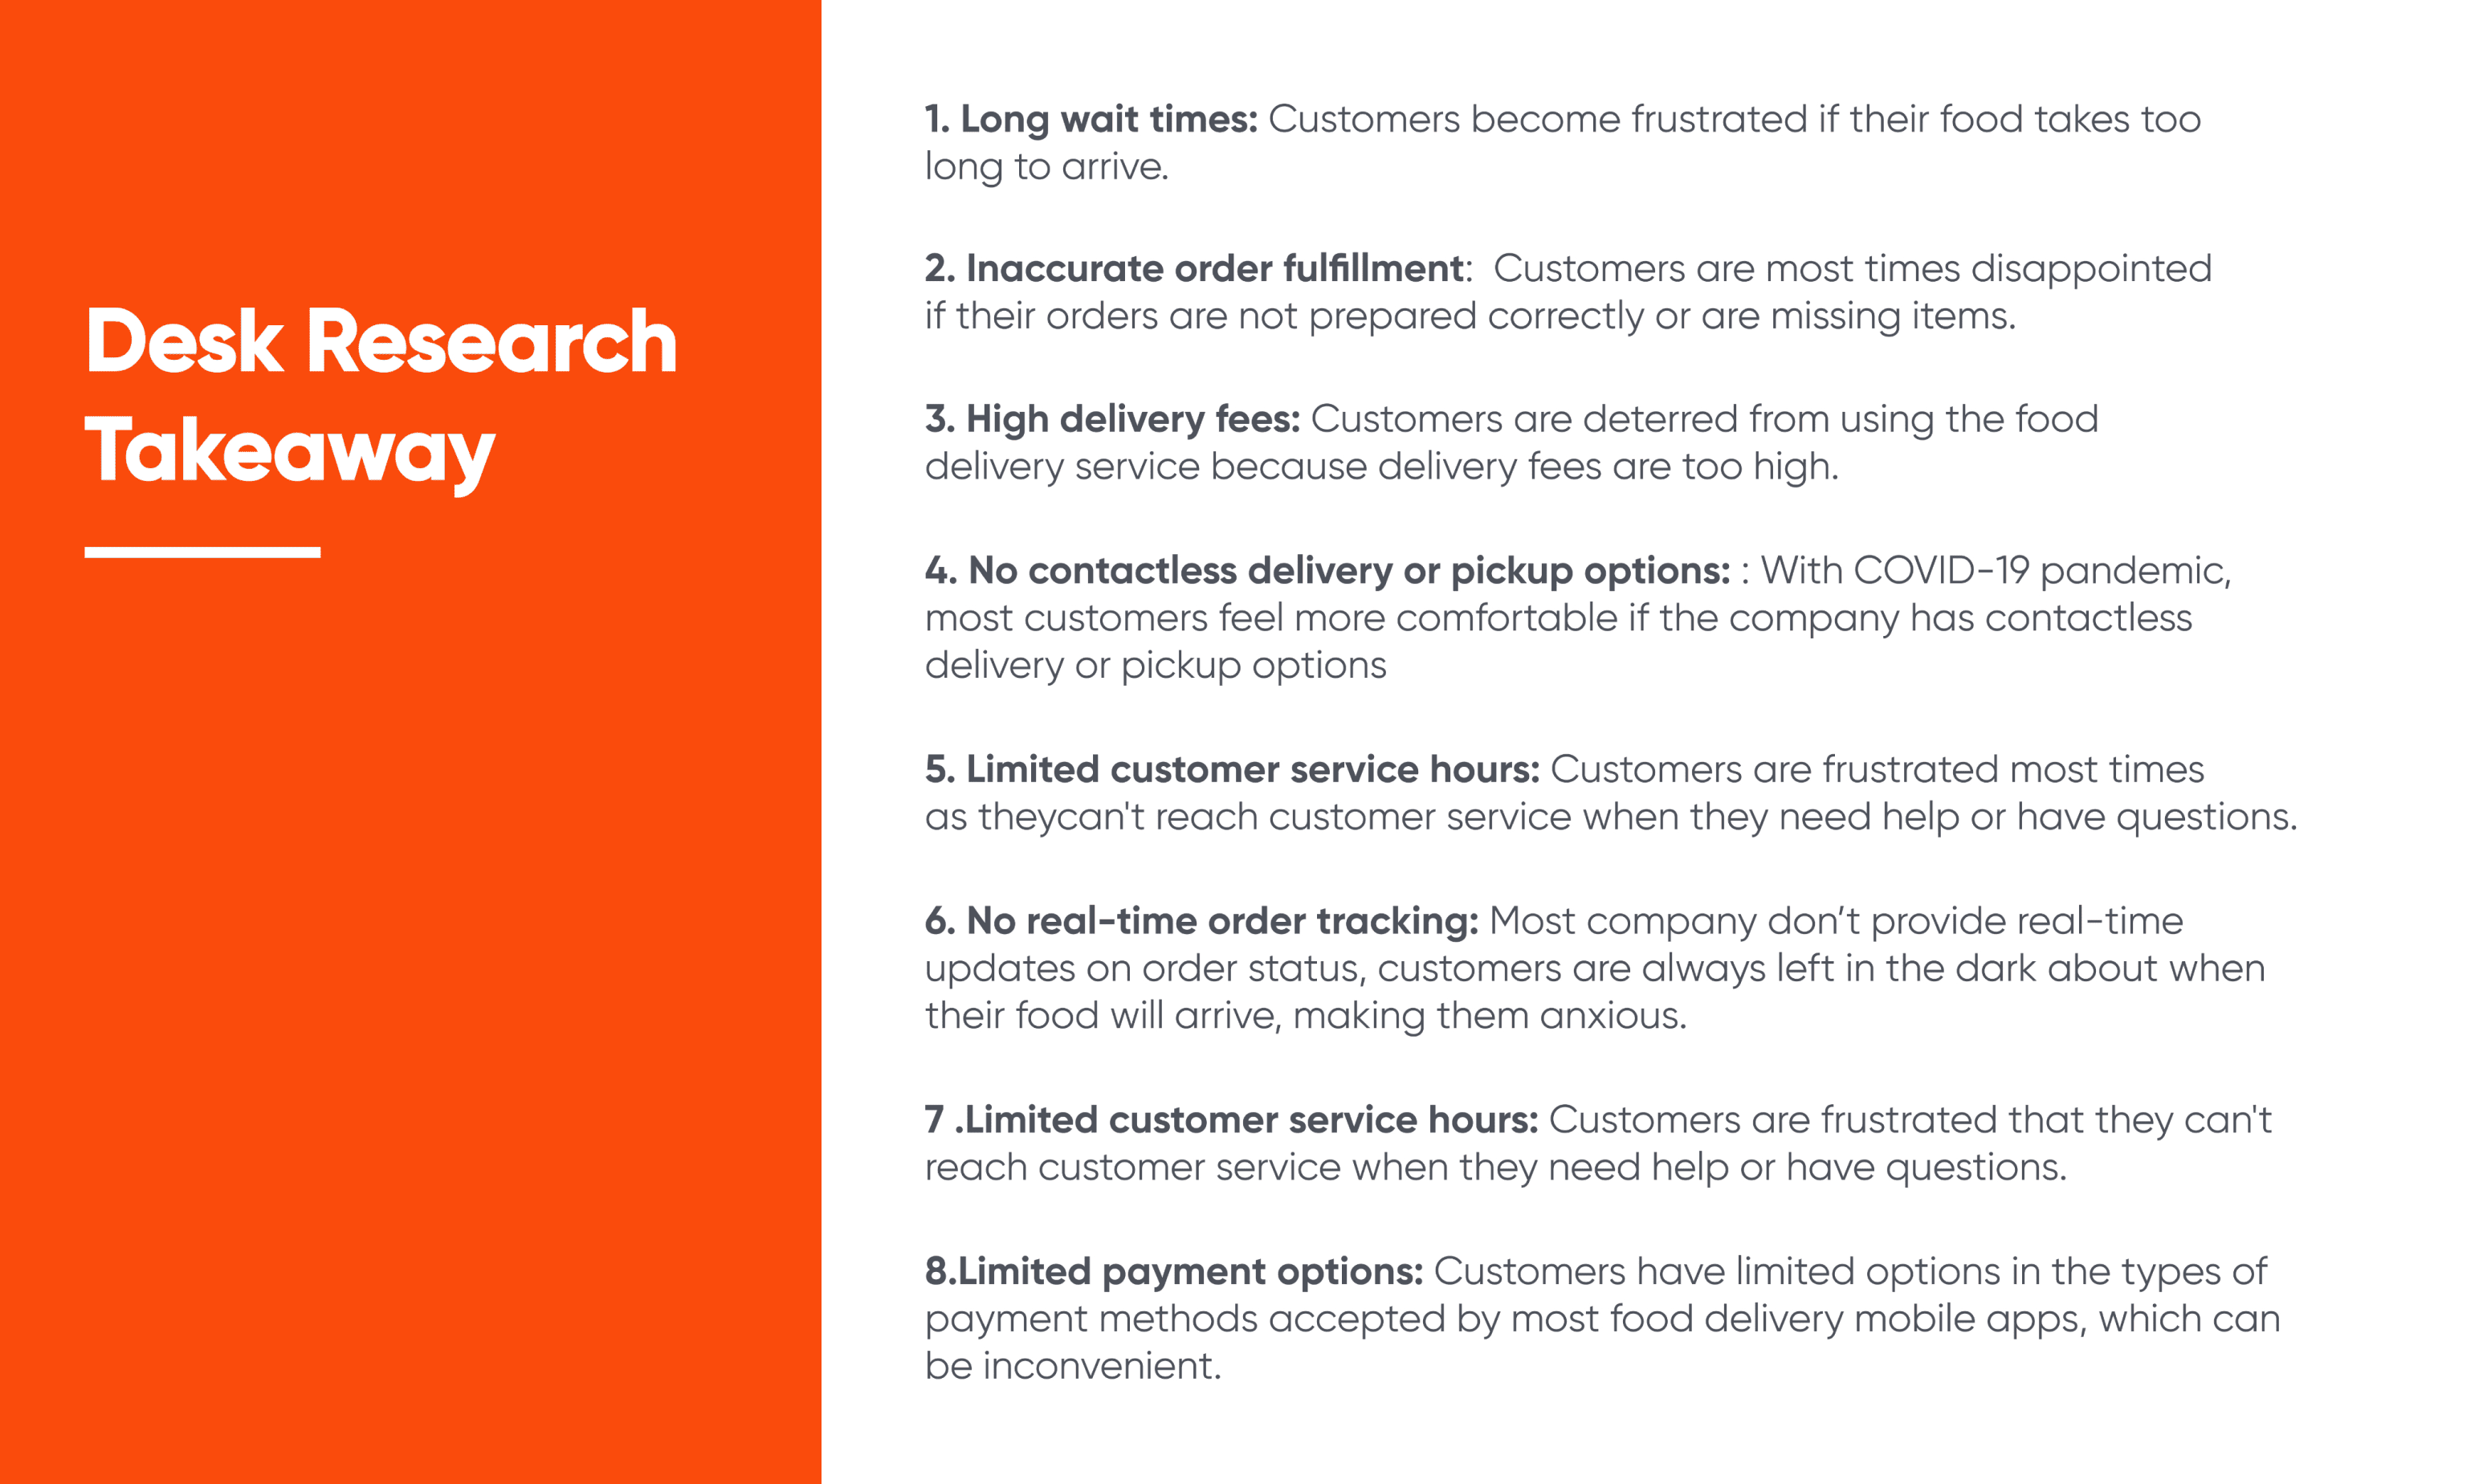 Desk Research
Takeaway
1. Long wait times: Customers become frustrated if their food takes too
long to arrive.
2. Inaccurate order fulfillment:  Customers are most times disappointed
if their orders are not prepared correctly or are missing items.
3. High delivery fees: Customers are deterred from using the food
delivery service because delivery fees are too high.
4. No contactless delivery or pickup options: : With COVID-19 pandemic,
most customers feel more comfortable if the company has contactless
delivery or pickup options
5. Limited customer service hours: Customers are frustrated most times
as theycan't reach customer service when they need help or have questions.
6. No real-time order tracking: Most company don’t provide real-time
updates on order status, customers are always left in the dark about when
their food will arrive, making them anxious.
7 .Limited customer service hours: Customers are frustrated that they can't
reach customer service when they need help or have questions.
8.Limited payment options: Customers have limited options in the types of
payment methods accepted by most food delivery mobile apps, which can
be inconvenient.